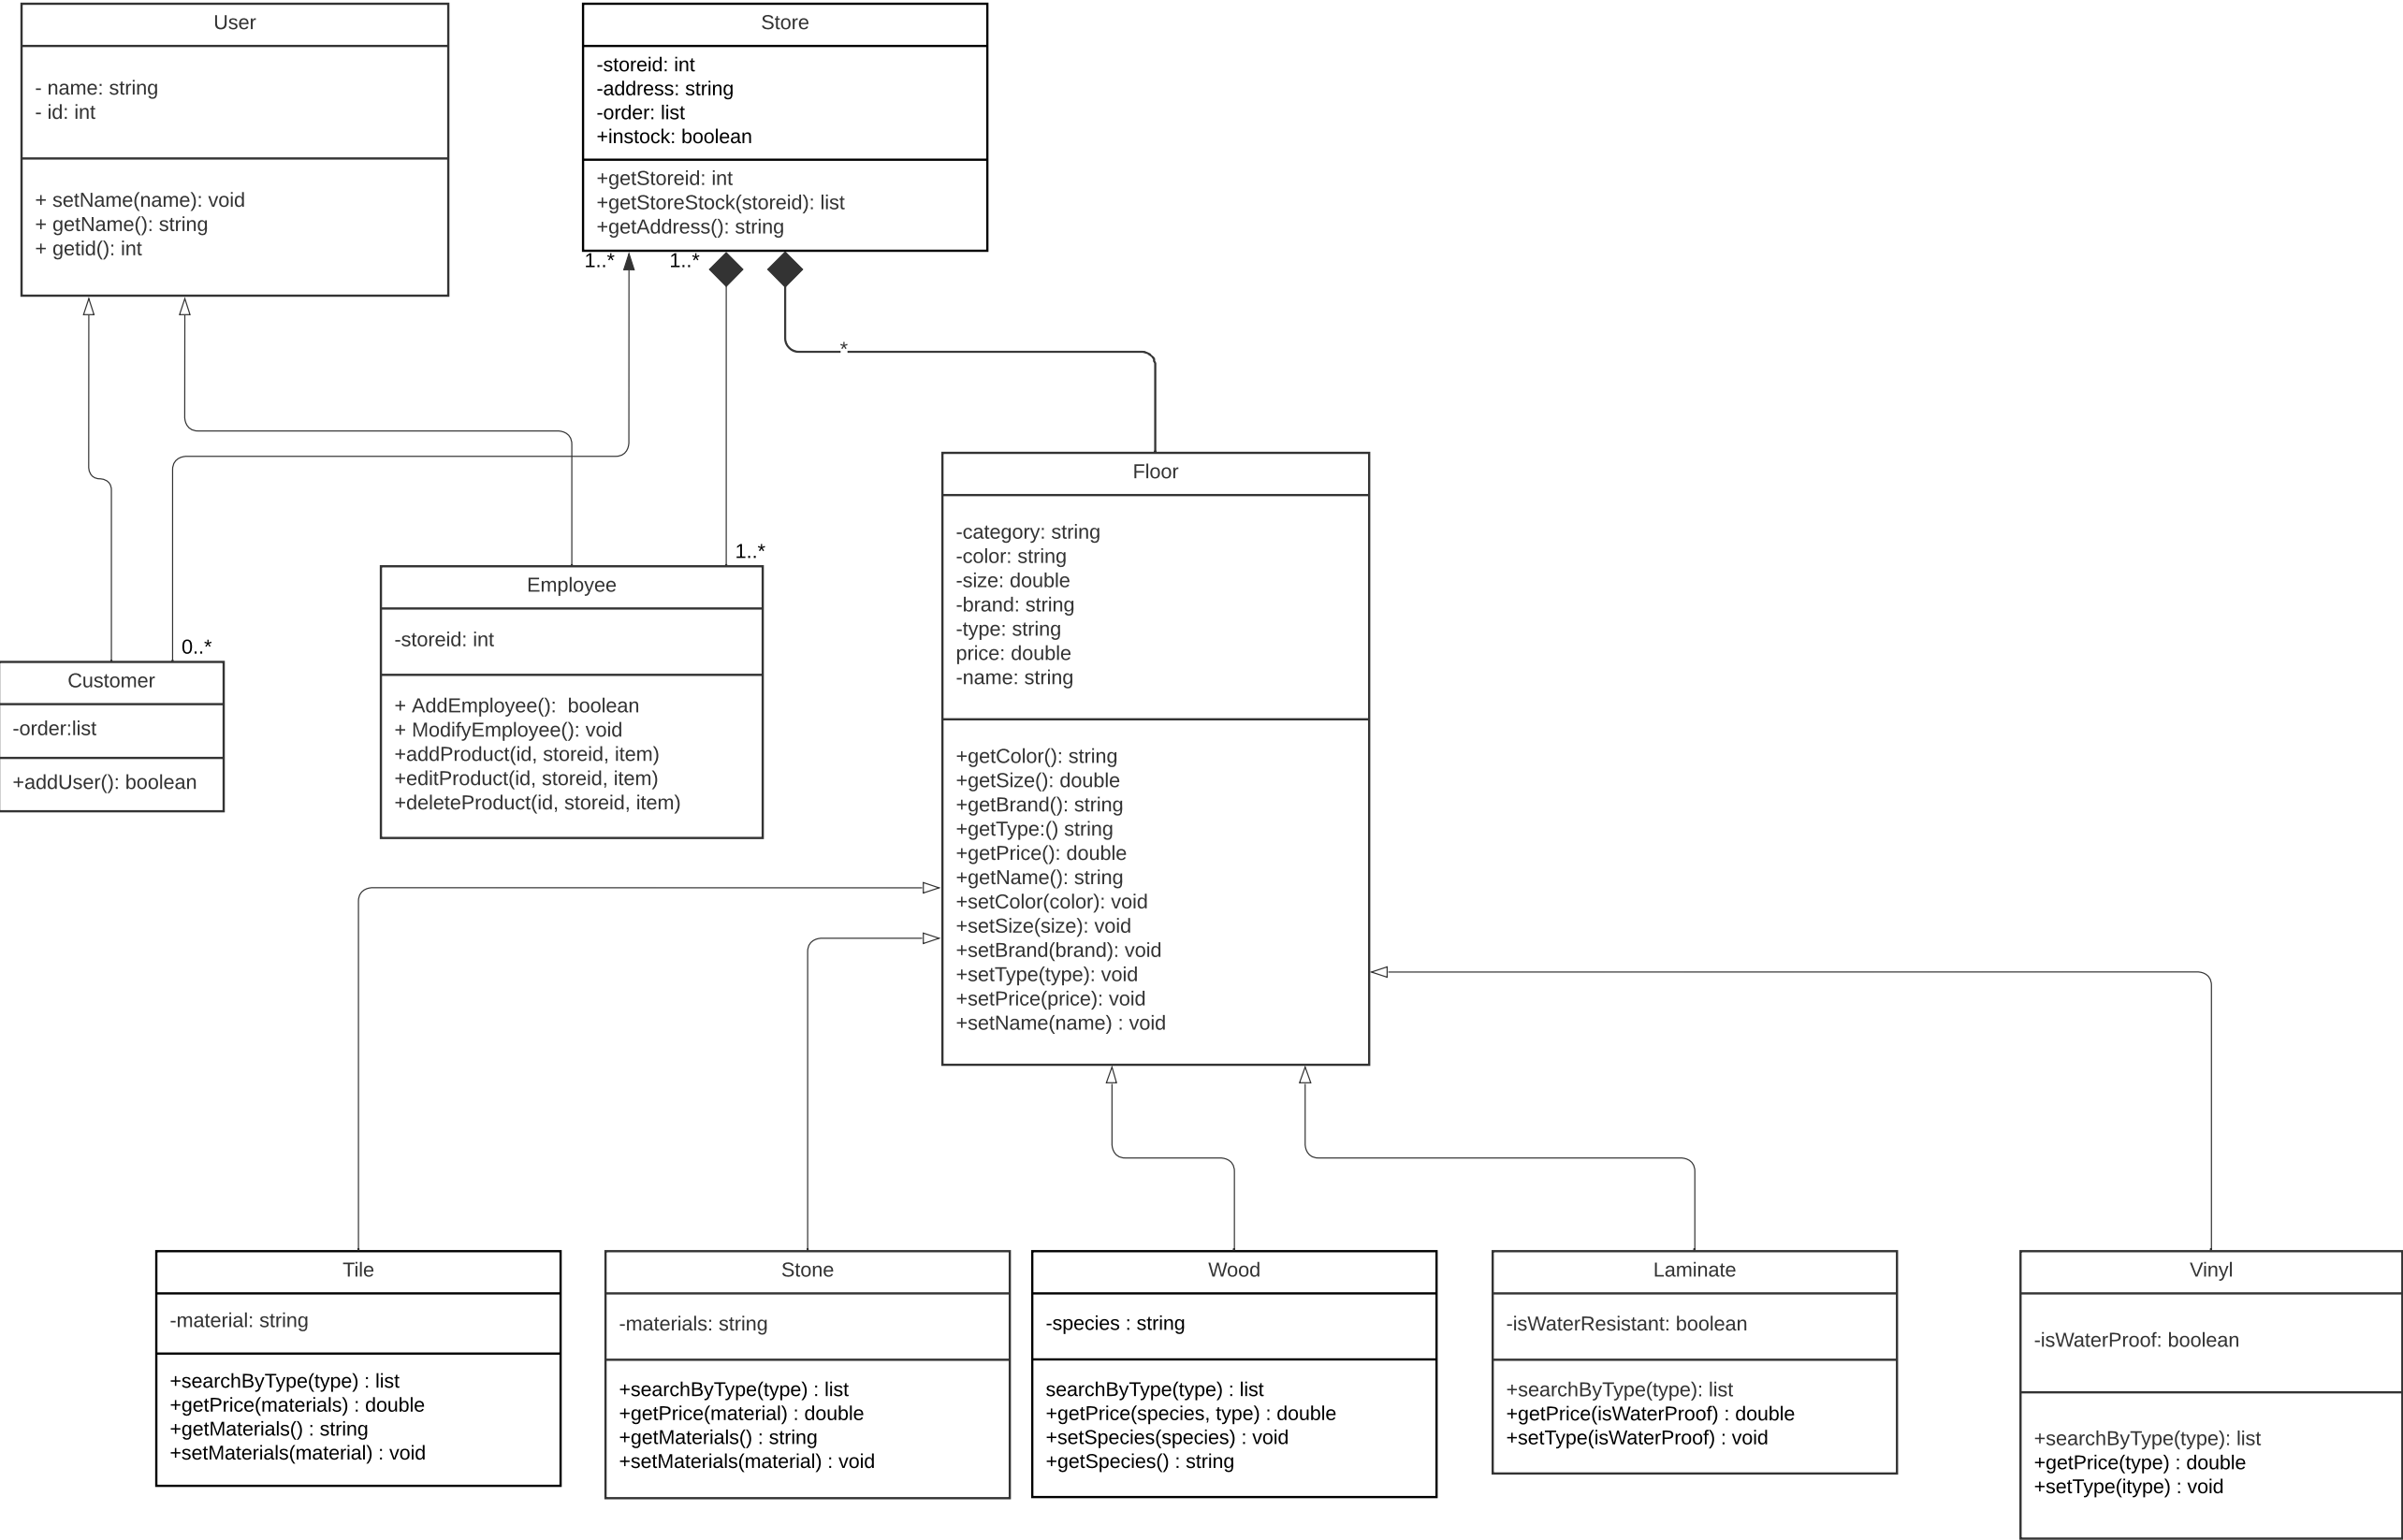 User
- name: string
- id: int
+ setName(name): void
+ getName(): string
+ getid(): int
Store
-storeid: int
-address: string
-order: list
+instock: boolean
+getStoreid: int
+getStoreStock(storeid): list
+getAddress(): string
1..*
1..*
*
1..*
0..*
Customer
-order:list
+addUser(): boolean
Employee
-storeid: int
+ AddEmployee():  boolean
+ ModifyEmployee(): void
+addProduct(id, storeid, item)
+editProduct(id, storeid, item)
+deleteProduct(id, storeid, item)
Floor
-category: string
-color: string
-size: double
-brand: string
-type: string
price: double
-name: string
+getColor(): string
+getSize(): double
+getBrand(): string
+getType:() string
+getPrice(): double
+getName(): string
+setColor(color): void
+setSize(size): void
+setBrand(brand): void
+setType(type): void
+setPrice(price): void
+setName(name) : void
Tile
-material: string
+searchByType(type) : list
+getPrice(materials) : double
+getMaterials() : string
+setMaterials(material) : void
Stone
-materials: string
+searchByType(type) : list
+getPrice(material) : double
+getMaterials() : string
+setMaterials(material) : void
Wood
-species : string
searchByType(type) : list
+getPrice(species, type) : double
+setSpecies(species) : void
+getSpecies() : string
Laminate
-isWaterResistant: boolean
+searchByType(type): list
+getPrice(isWaterProof) : double
+setType(isWaterProof) : void
Vinyl
-isWaterProof: boolean
+searchByType(type): list
+getPrice(type) : double
+setType(itype) : void